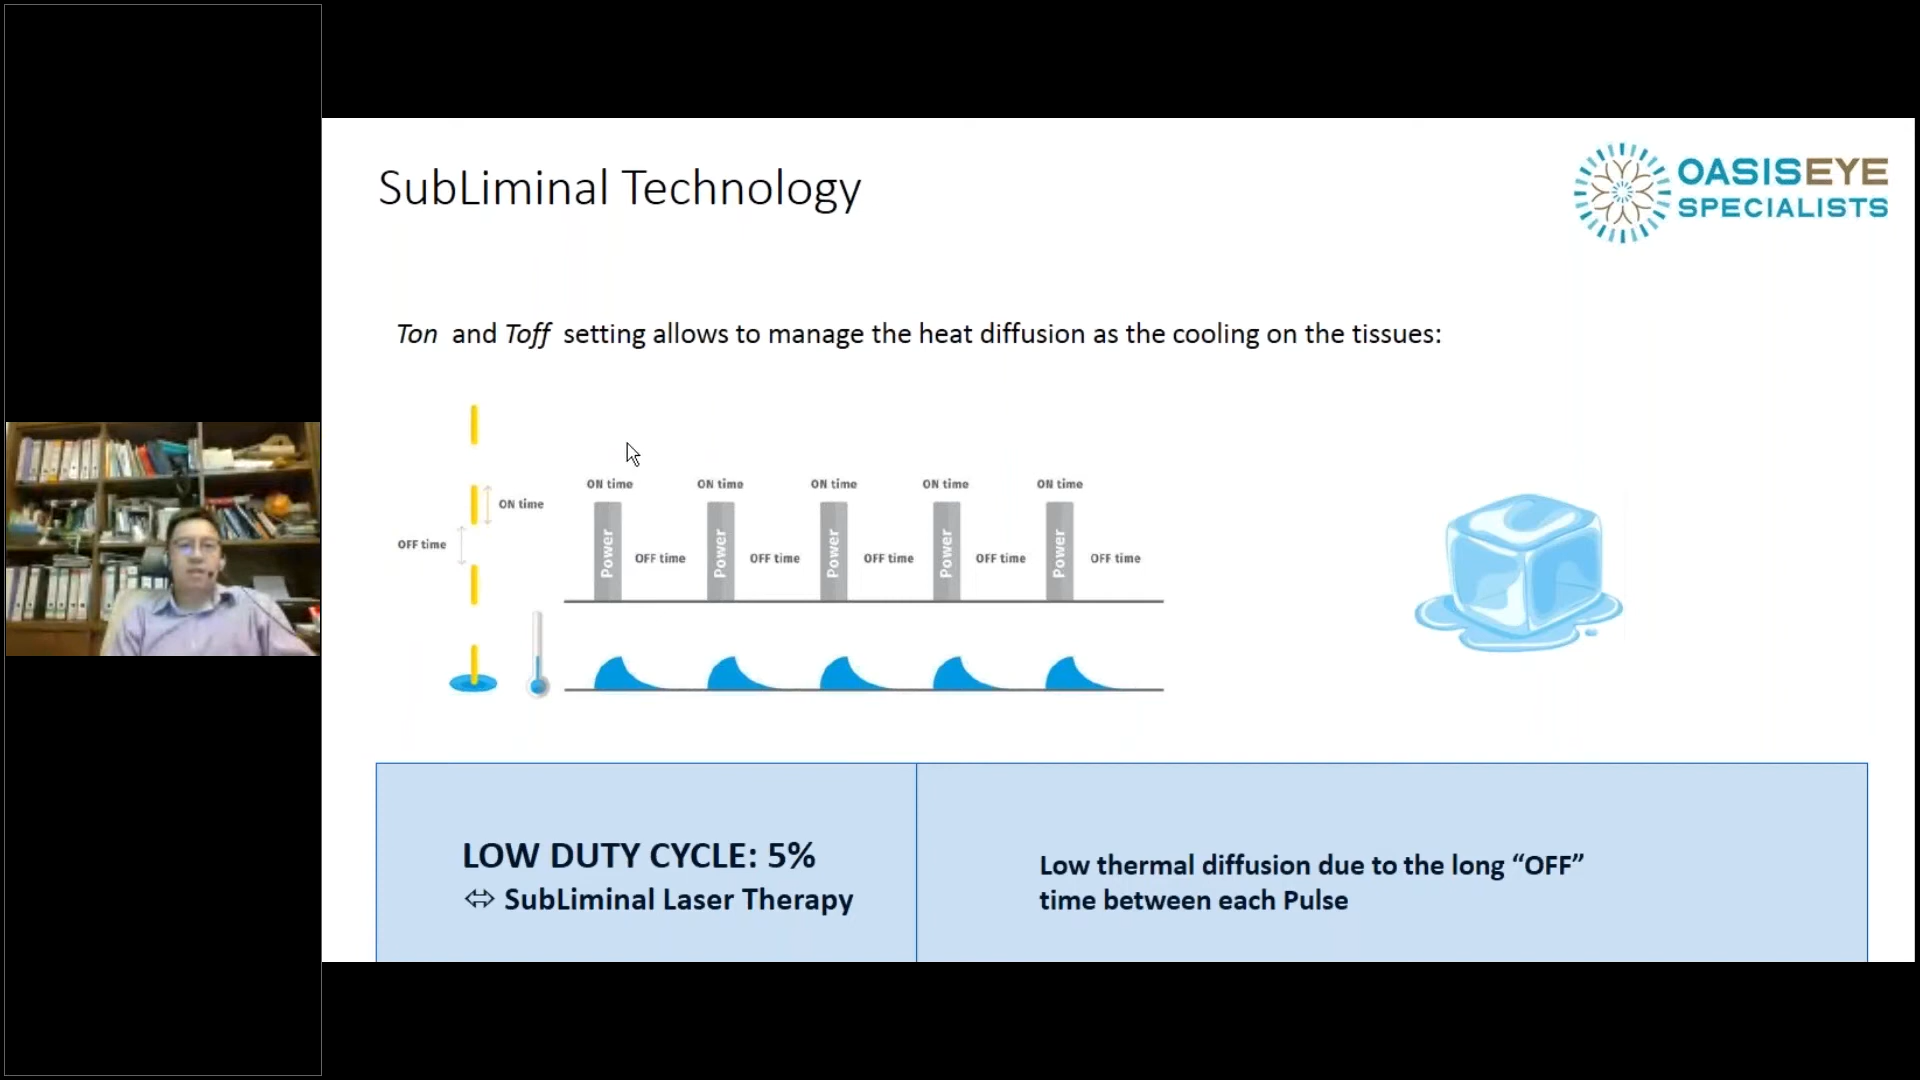 SubLiminal Technology
OASISEYE
SPECIALISTS
Ton and Toff setting allows to manage the heat diffusion as the cooling on the tissues:
ON time
OFF time
ON time ON time ON time ON time ON time
Power Power Power Power Power
OFF time OFF time OFF time OFF time OFF time
LOW DUTY CYCLE: 5%
⇔ SubLiminal Laser Therapy
Low thermal diffusion due to the long “OFF”
time between each Pulse